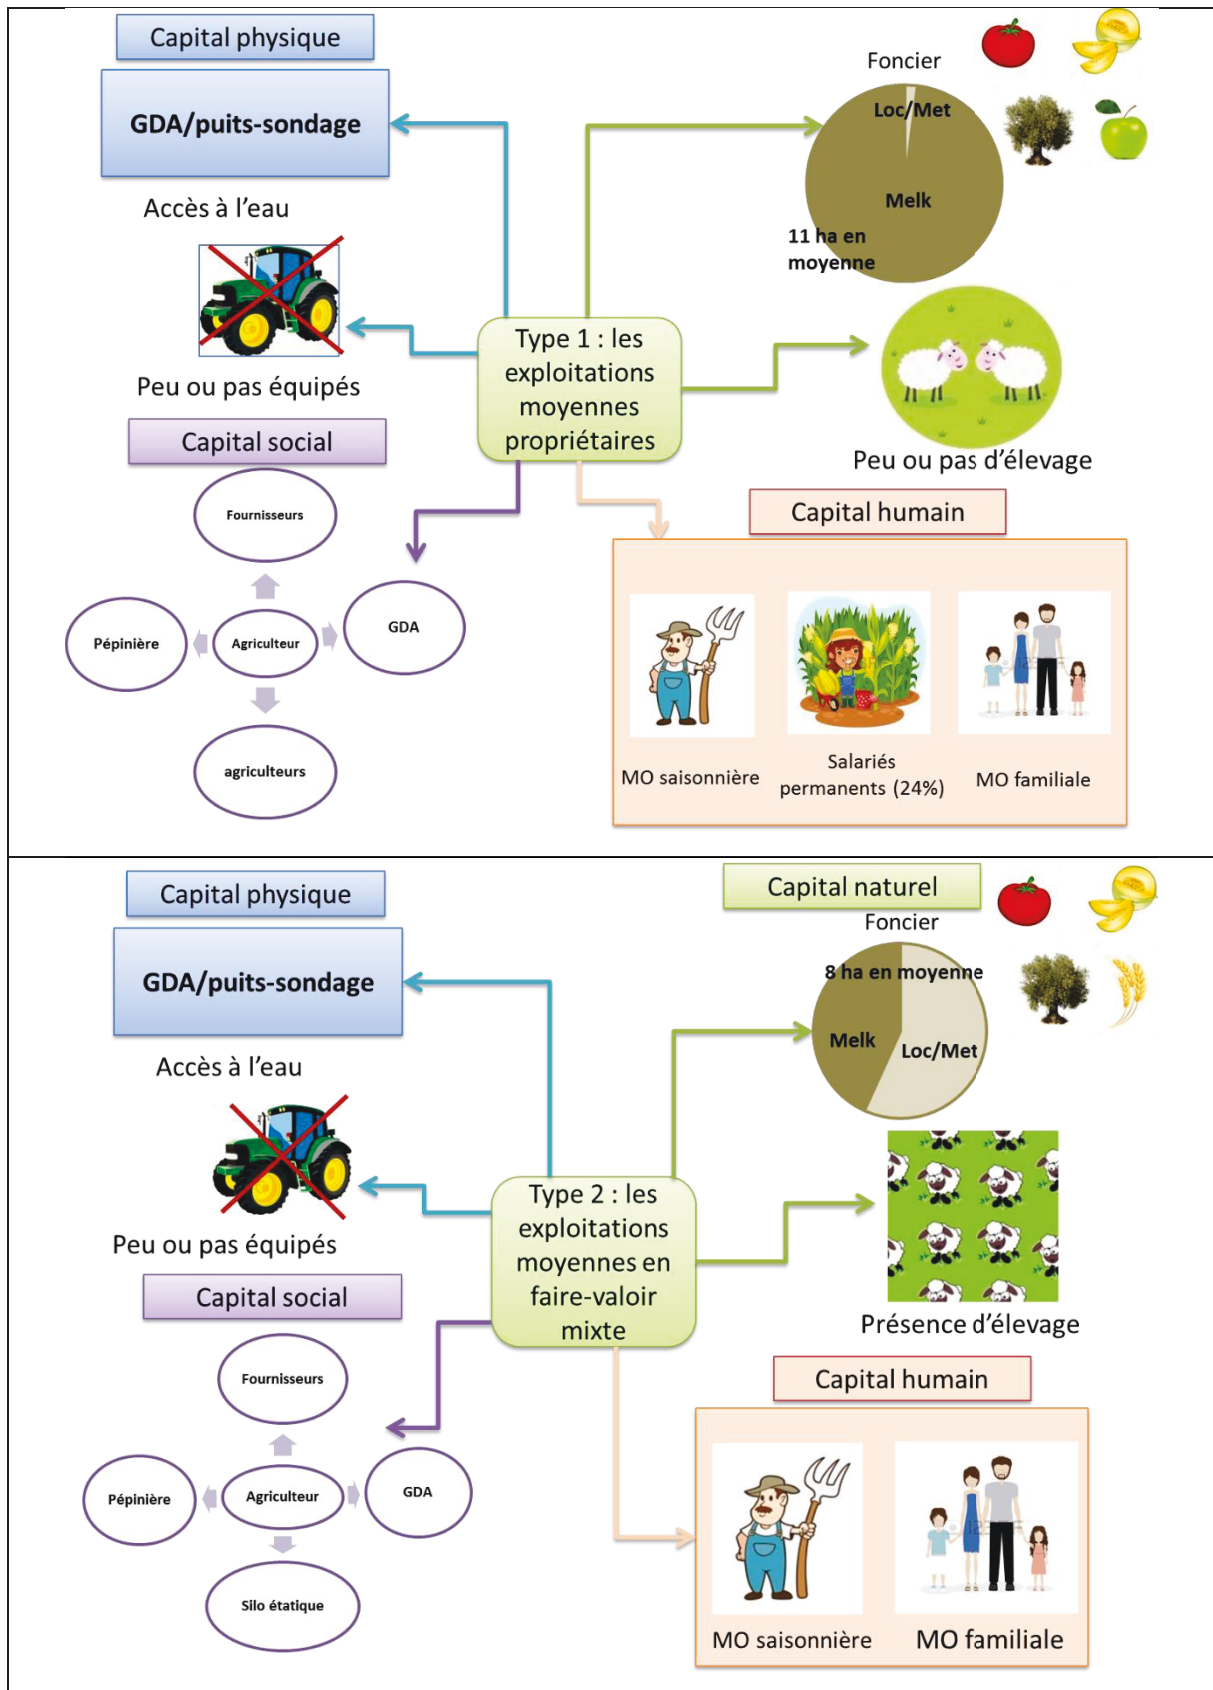 Capital physique
GDA/puits-sondage
Accès à l'eau
Peu ou pas équipés
Capital social
Fournisseurs
Pépinière
Agriculteur
GDA
agriculteurs
Type 1 : les
exploitations
moyennes
propriétaires
Foncier
Loc/Met
Melk
11 ha en
moyenne
Peu ou pas d'élevage
Capital humain
MO saisonnière
Salariés
permanents (24%)
MO familiale
Capital physique
GDA/puits-sondage
Accès à l'eau
Peu ou pas équipés
Capital social
Fournisseurs
Pépinière
Agriculteur
GDA
Silo étatique
Type 2 : les
exploitations
moyennes en
faire-valoir
mixte
Capital naturel
Foncier
8 ha en moyenne
Melk
Loc/Met
Présence d'élevage
Capital humain
MO saisonnière
MO familiale